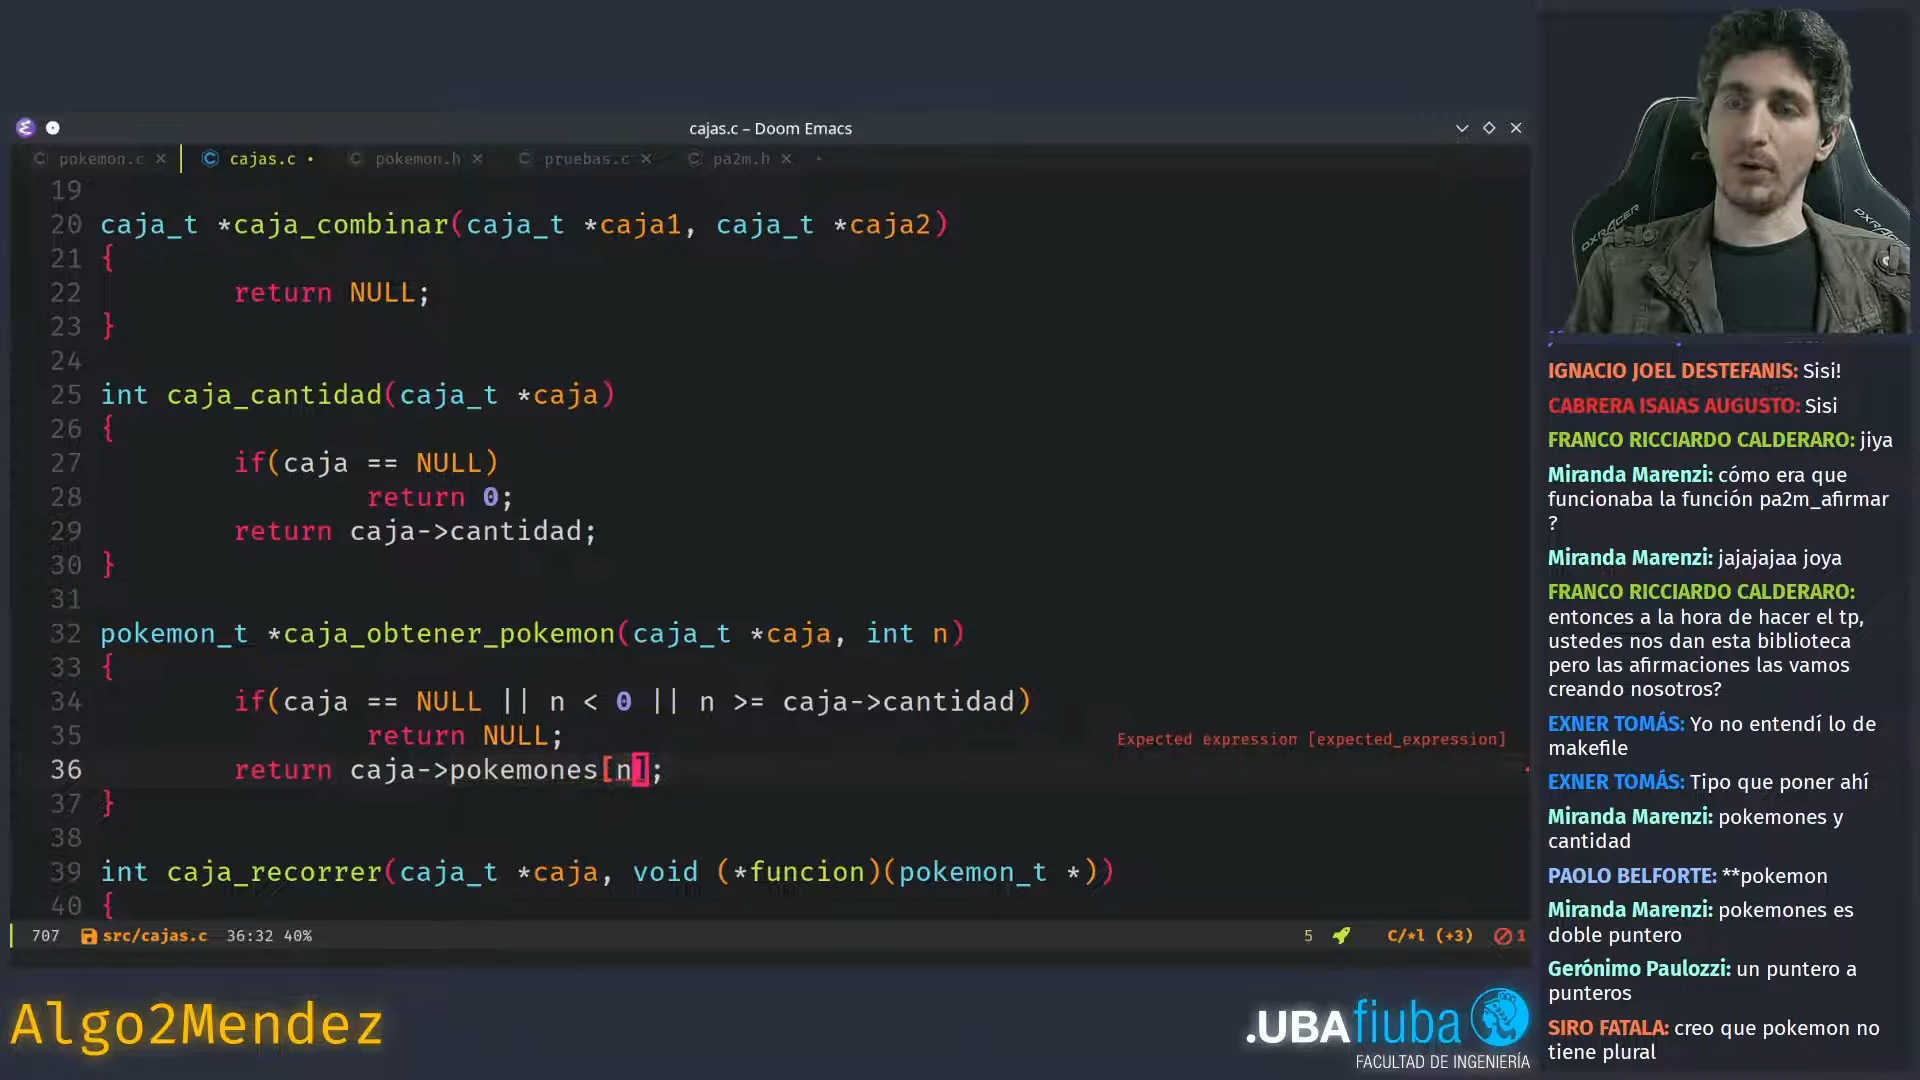 cajas.c – Doom Emacs
pokemon.c
cajas.c
pokemon.h
pruebas.c
pa2m.h
19
20 caja_t *caja_combinar(caja_t *caja1, caja_t *caja2)
21 {
22 return NULL;
23 }
24
25 int caja_cantidad(caja_t *caja)
26 {
27 if(caja == NULL)
28 return 0;
29 return caja->cantidad;
30 }
31
32 pokemon_t *caja_obtener_pokemon(caja_t *caja, int n)
33 {
34 if(caja == NULL || n < 0 || n >= caja->cantidad)
35 return NULL;
Expected expression [expected_expression]
36 return caja->pokemones[n];
37 }
38
39 int caja_recorrer(caja_t *caja, void (*funcion)(pokemon_t *))
40 {
707 src/cajas.c 36:32 40%
5 C/*l (+3) 1
Algo2Mendez
.UBAfiuba
FACULTAD DE INGENIERÍA
DXRACER
DXRACER
IGNACIO JOEL DESTEFANIS: Sisi!
CABRERA ISAIAS AUGUSTO: Sisi
FRANCO RICCIARDO CALDERARO: jiya
Miranda Marenzi: cómo era que
funcionaba la función pa2m_afirmar
?
Miranda Marenzi: jajajajaa joya
FRANCO RICCIARDO CALDERARO:
entonces a la hora de hacer el tp,
ustedes nos dan esta biblioteca
pero las afirmaciones las vamos
creando nosotros?
EXNER TOMÁS: Yo no entendí lo de
makefile
EXNER TOMÁS: Tipo que poner ahí
Miranda Marenzi: pokemones y
cantidad
PAOLO BELFORTE: **pokemon
Miranda Marenzi: pokemones es
doble puntero
Gerónimo Paulozzi: un puntero a
punteros
SIRO FATALA: creo que pokemon no
tiene plural